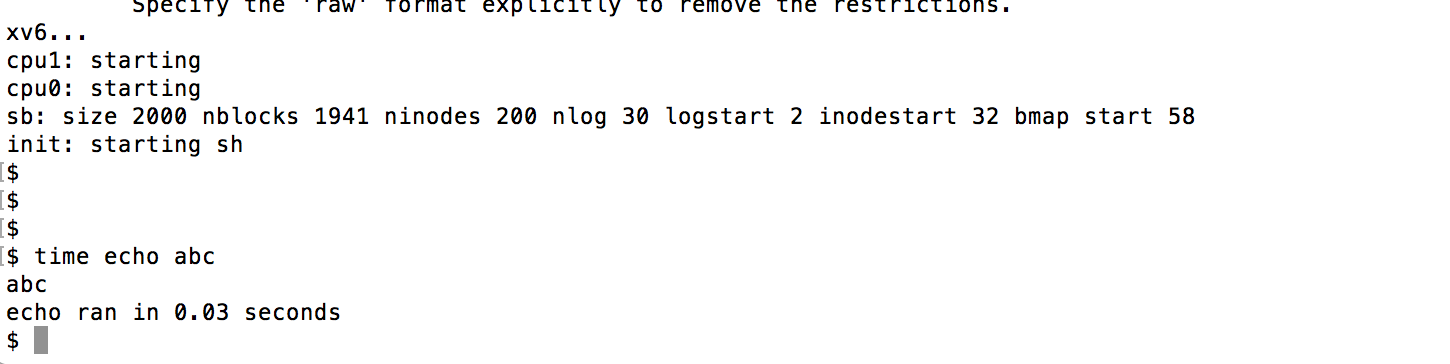 Specify the 'raw' format explicitly to remove the restrictions.
xv6...
cpu1: starting
cpu0: starting
sb: size 2000 nblocks 1941 ninodes 200 nlog 30 logstart 2 inodestart 32 bmap start 58
init: starting sh
$
$
$
$ time echo abc
abc
echo ran in 0.03 seconds
$